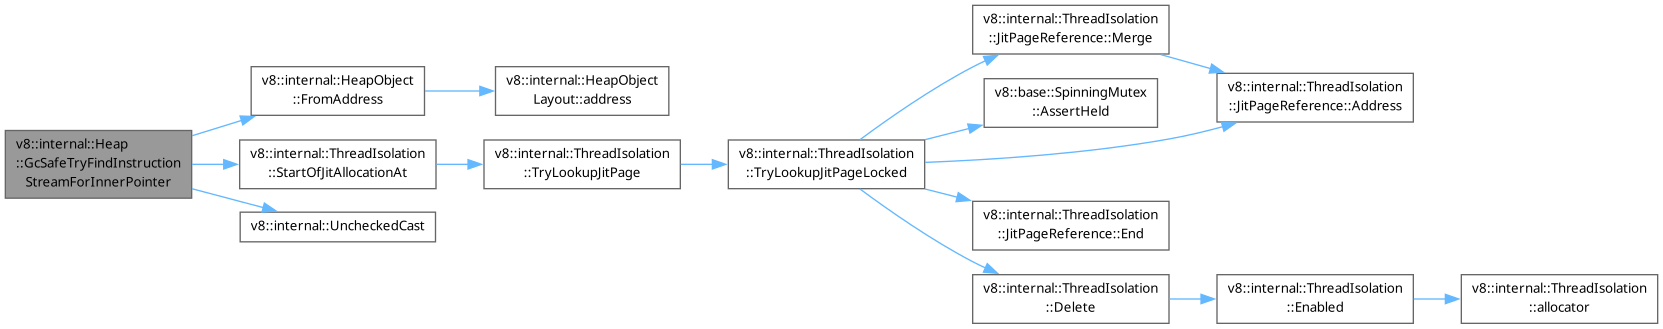 v8::internal::Heap
::GcSafeTryFindInstruction
StreamForInnerPointer
v8::internal::HeapObject
::FromAddress
v8::internal::HeapObject
Layout::address
v8::internal::ThreadIsolation
::StartOfJitAllocationAt
v8::internal::ThreadIsolation
::TryLookupJitPage
v8::internal::ThreadIsolation
::TryLookupJitPageLocked
v8::internal::ThreadIsolation
::JitPageReference::Merge
v8::internal::ThreadIsolation
::JitPageReference::Address
v8::base::SpinningMutex
::AssertHeld
v8::internal::ThreadIsolation
::JitPageReference::End
v8::internal::ThreadIsolation
::Delete
v8::internal::ThreadIsolation
::Enabled
v8::internal::ThreadIsolation
::allocator
v8::internal::UncheckedCast